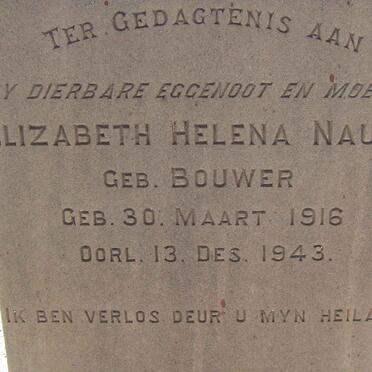 TER GEDAGTENIS AAN
Y DIERBARE EGGENOOT EN MOE
LIZABETH HELENA NAU
GEB. BOUWER
GEB. 30. MAART 1916
OORL. 13. DES. 1943.
IK BEN VERLOS DEUR U MYN HEILA